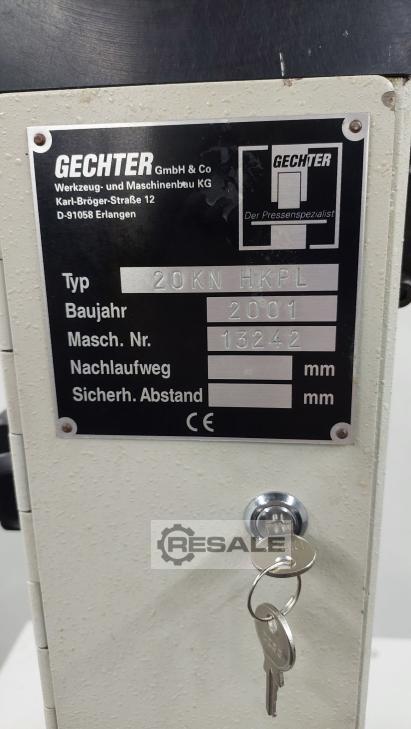 GECHTER GmbH & Co
Werkzeug- und Maschinenbau KG
Karl-Bröger-Straße 12
D-91058 Erlangen
GECHTER
Der Pressenspezialist
Typ 20KN HKPL
Baujahr 2001
Masch. Nr. 13242
Nachlaufweg mm
Sicherh. Abstand mm
CE
RESALE